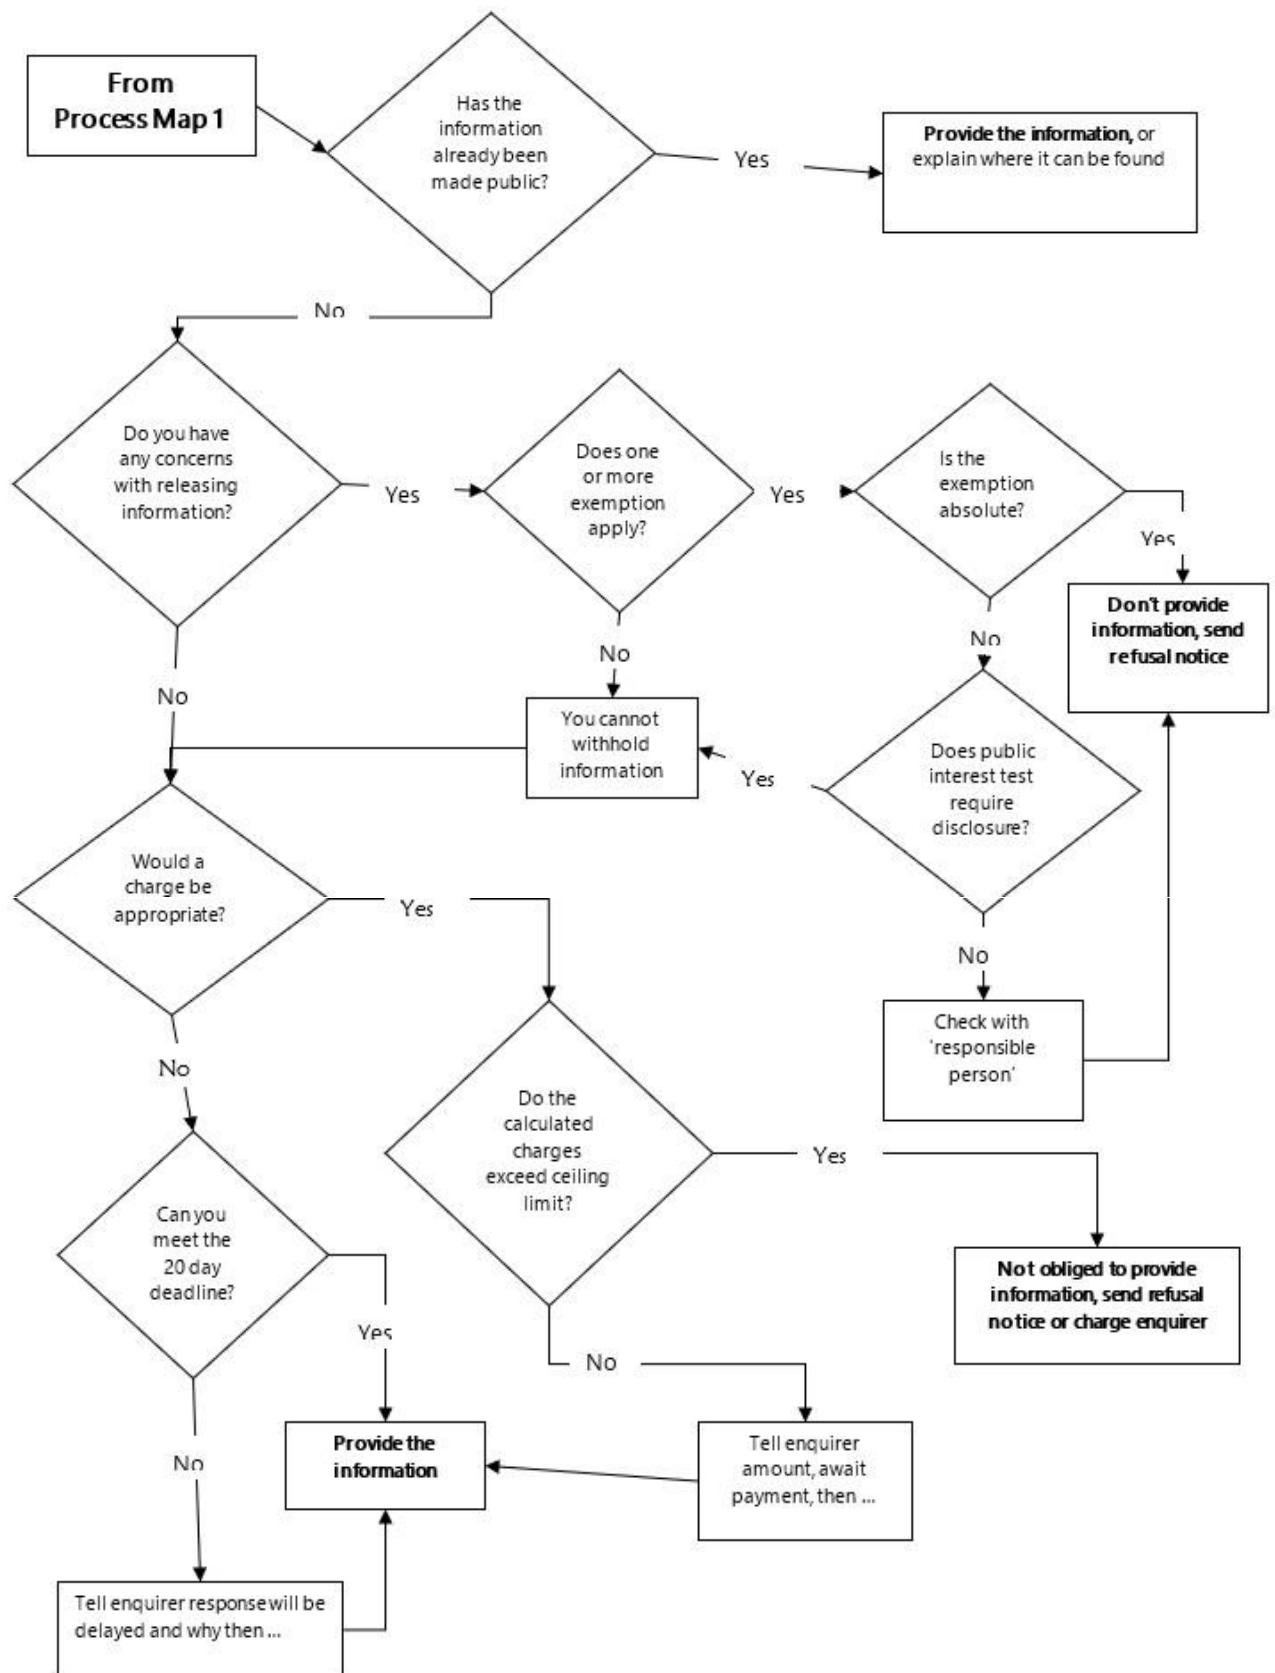 From
Process Map 1
Has the
information
already been
made public?
Yes
Provide the information, or
explain where it can be found
No
Do you have
any concerns
with releasing
information?
Yes
Does one
or more
exemption
apply?
Yes
Is the
exemption
absolute?
Yes
Don't provide
information, send
refusal notice
No
No
No
You cannot
withhold
information
Yes
Does public
interest test
require
disclosure?
Would a
charge be
appropriate?
Yes
No
Check with
'responsible
person'
No
Do the
calculated
charges
exceed ceiling
limit?
Yes
Can you
meet the
20 day
deadline?
Not obliged to provide
information, send refusal
notice or charge enquirer
Yes
No
No
Provide the
information
Tell enquirer
amount, await
payment, then ...
Tell enquirer response will be
delayed and why then ...